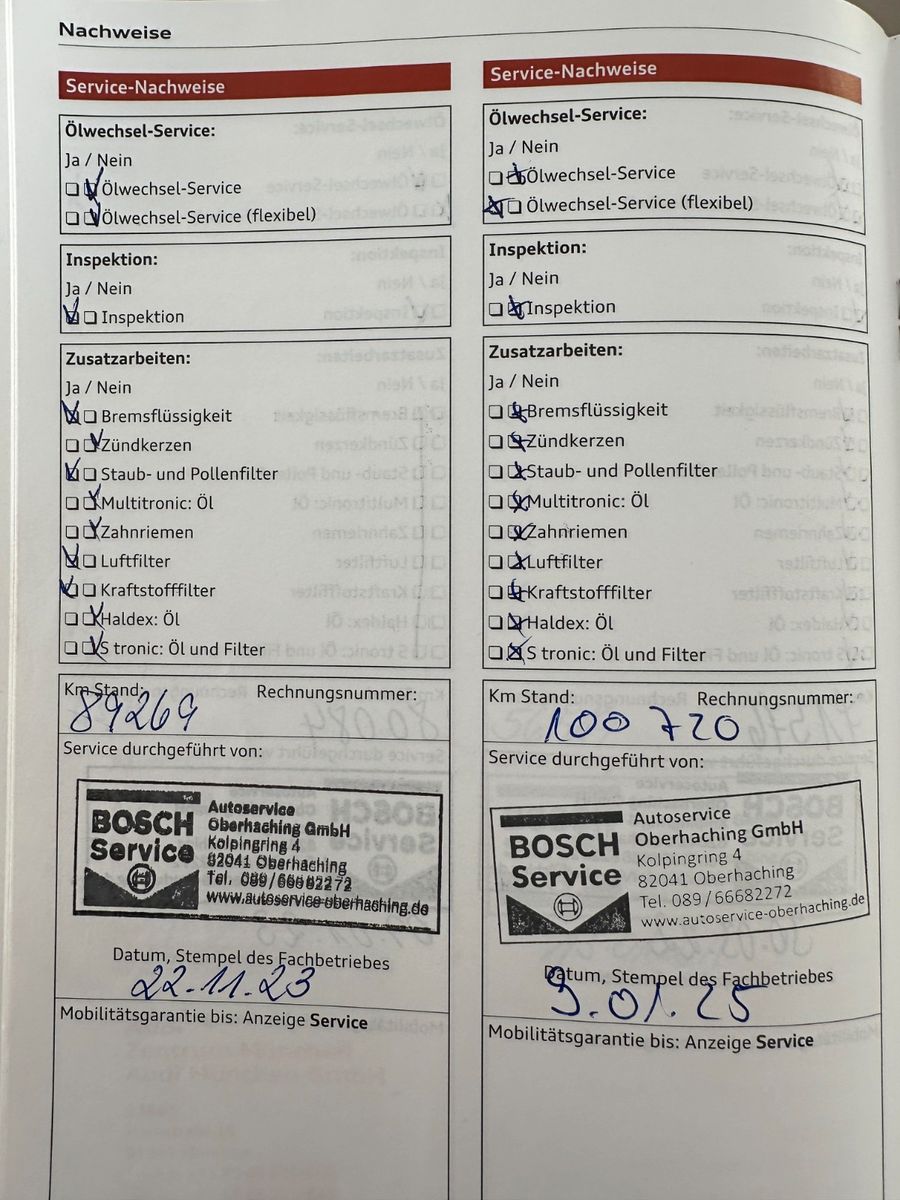 Nachweise
Service-Nachweise
Ölwechsel-Service:
Ja / Nein
Ölwechsel-Service
Ölwechsel-Service (flexibel)
Inspektion:
Ja / Nein
Inspektion
Zusatzarbeiten:
Ja / Nein
Bremsflüssigkeit
Zündkerzen
Staub- und Pollenfilter
Multitronic: Öl
Zahnriemen
Luftfilter
Kraftstofffilter
Haldex: Öl
S tronic: Öl und Filter
Km Stand: Rechnungsnummer:
89269
Service durchgeführt von:
BOSCH
Service
Autoservice
Oberhaching GmbH
Kolpingring 4
82041 Oberhaching
Tel. 089/66682272
www.autoservice-oberhaching.de
Datum, Stempel des Fachbetriebes
22.11.23
Mobilitätsgarantie bis: Anzeige Service
Service-Nachweise
Ölwechsel-Service:
Ja / Nein
Ölwechsel-Service
Ölwechsel-Service (flexibel)
Inspektion:
Ja / Nein
Inspektion
Zusatzarbeiten:
Ja / Nein
Bremsflüssigkeit
Zündkerzen
Staub- und Pollenfilter
Multitronic: Öl
Zahnriemen
Luftfilter
Kraftstofffilter
Haldex: Öl
S tronic: Öl und Filter
Km Stand: Rechnungsnummer:
100 720
Service durchgeführt von:
BOSCH
Service
Autoservice
Oberhaching GmbH
Kolpingring 4
82041 Oberhaching
Tel. 089/66682272
www.autoservice-oberhaching.de
Datum, Stempel des Fachbetriebes
9.01.25
Mobilitätsgarantie bis: Anzeige Service